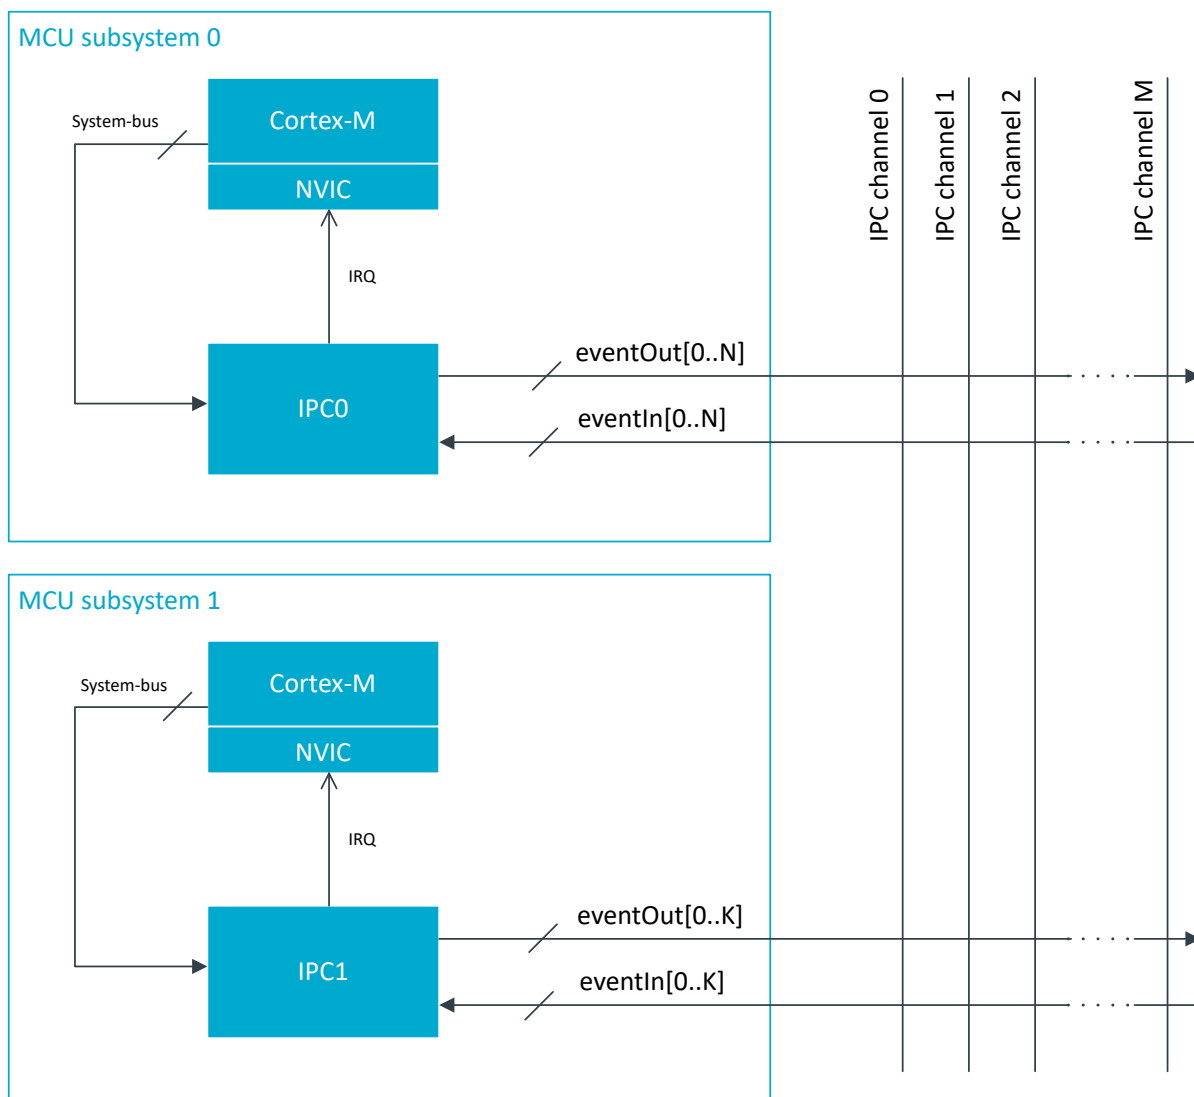 MCU subsystem 0
System-bus
Cortex-M
NVIC
IRQ
IPC0
eventOut[0..N]
eventIn[0..N]
IPC channel 0
IPC channel 1
IPC channel 2
IPC channel M
MCU subsystem 1
System-bus
Cortex-M
NVIC
IRQ
IPC1
eventOut[0..K]
eventIn[0..K]